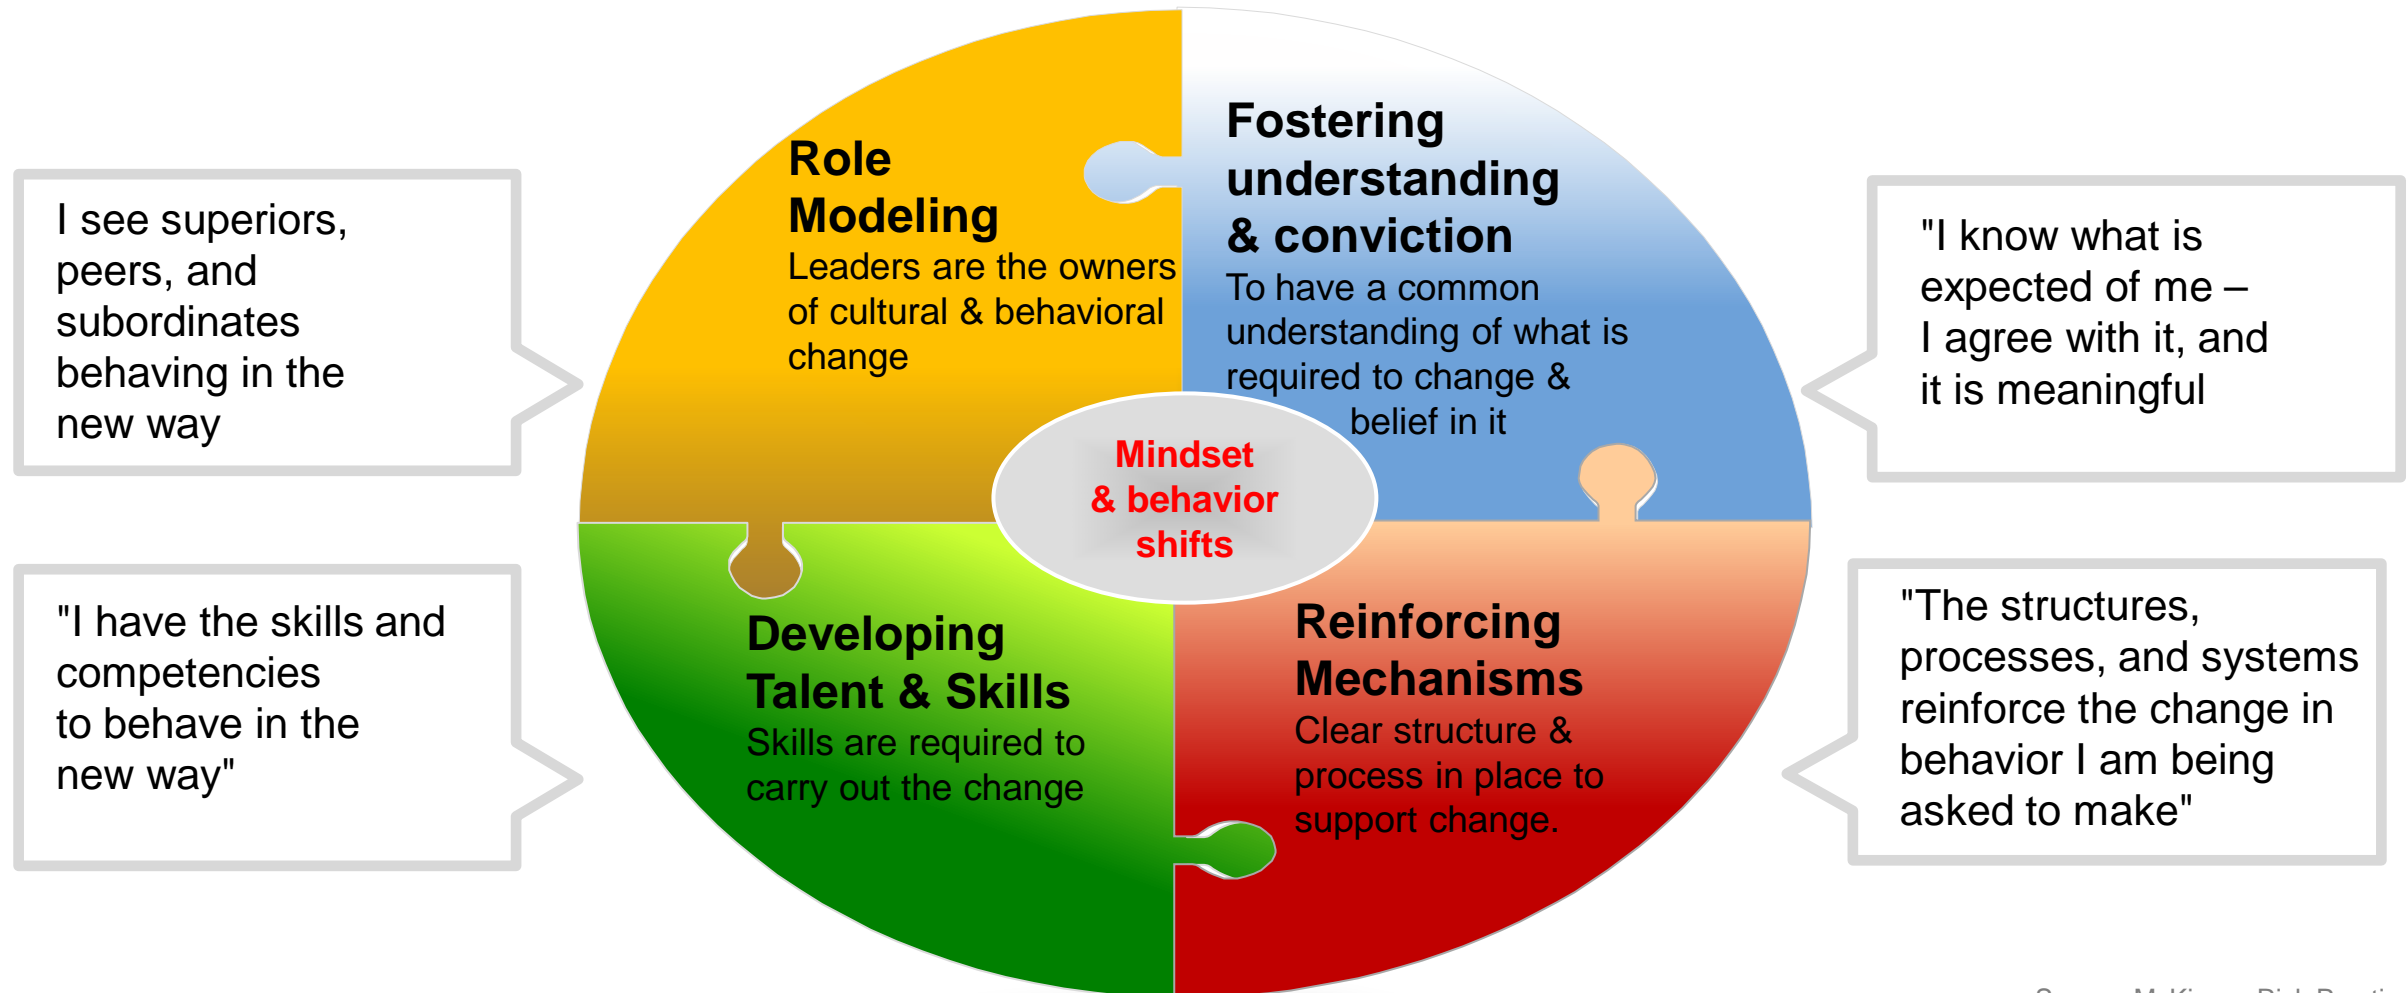 Role
Modeling
Leaders are the owners
of cultural & behavioral
change
Fostering
understanding
& conviction
To have a common
understanding of what is
required to change &
belief in it
I see superiors,
peers, and
subordinates
behaving in the
new way
"I know what is
expected of me –
I agree with it, and
it is meaningful
Mindset
& behavior
shifts
"I have the skills and
competencies
to behave in the
new way"
Developing
Talent & Skills
Skills are required to
carry out the change
Reinforcing
Mechanisms
Clear structure &
process in place to
support change.
"The structures,
processes, and systems
reinforce the change in
behavior I am being
asked to make"